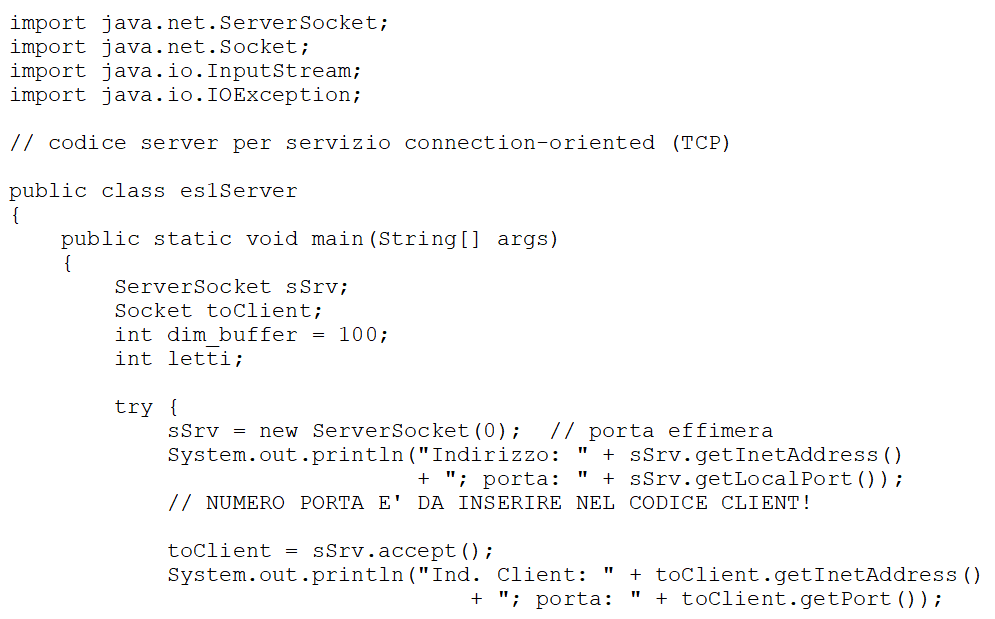 import java.net.ServerSocket;
import java.net.Socket;
import java.io.InputStream;
import java.io.IOException;

// codice server per servizio connection-oriented (TCP)

public class es1Server
{
    public static void main(String[] args)
    {
        ServerSocket sSrv;
        Socket toClient;
        int dim_buffer = 100;
        int letti;

        try {
            sSrv = new ServerSocket(0);  // porta effimera
            System.out.println("Indirizzo: " + sSrv.getInetAddress()
                               + "; porta: " + sSrv.getLocalPort());
            // NUMERO PORTA E' DA INSERIRE NEL CODICE CLIENT!

            toClient = sSrv.accept();
            System.out.println("Ind. Client: " + toClient.getInetAddress()
                                   + "; porta: " + toClient.getPort());